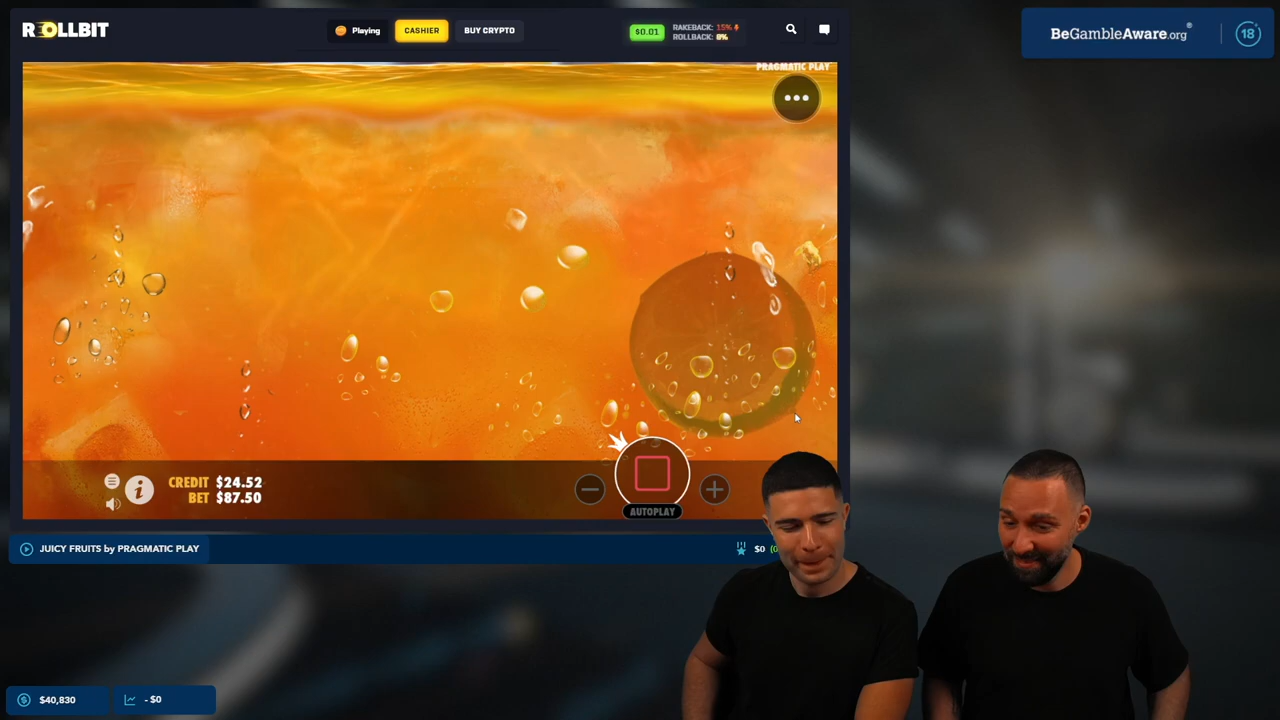 ROLLBIT
Playing
CASHIER
BUY CRYPTO
$0.01
RAKEBACK: 15%
ROLLBACK: 0%
BeGambleAware.org®
18+
PRAGMATIC PLAY
CREDIT $24.52
BET $87.50
AUTOPLAY
JUICY FRUITS by PRAGMATIC PLAY
$0
$40,830
- $0